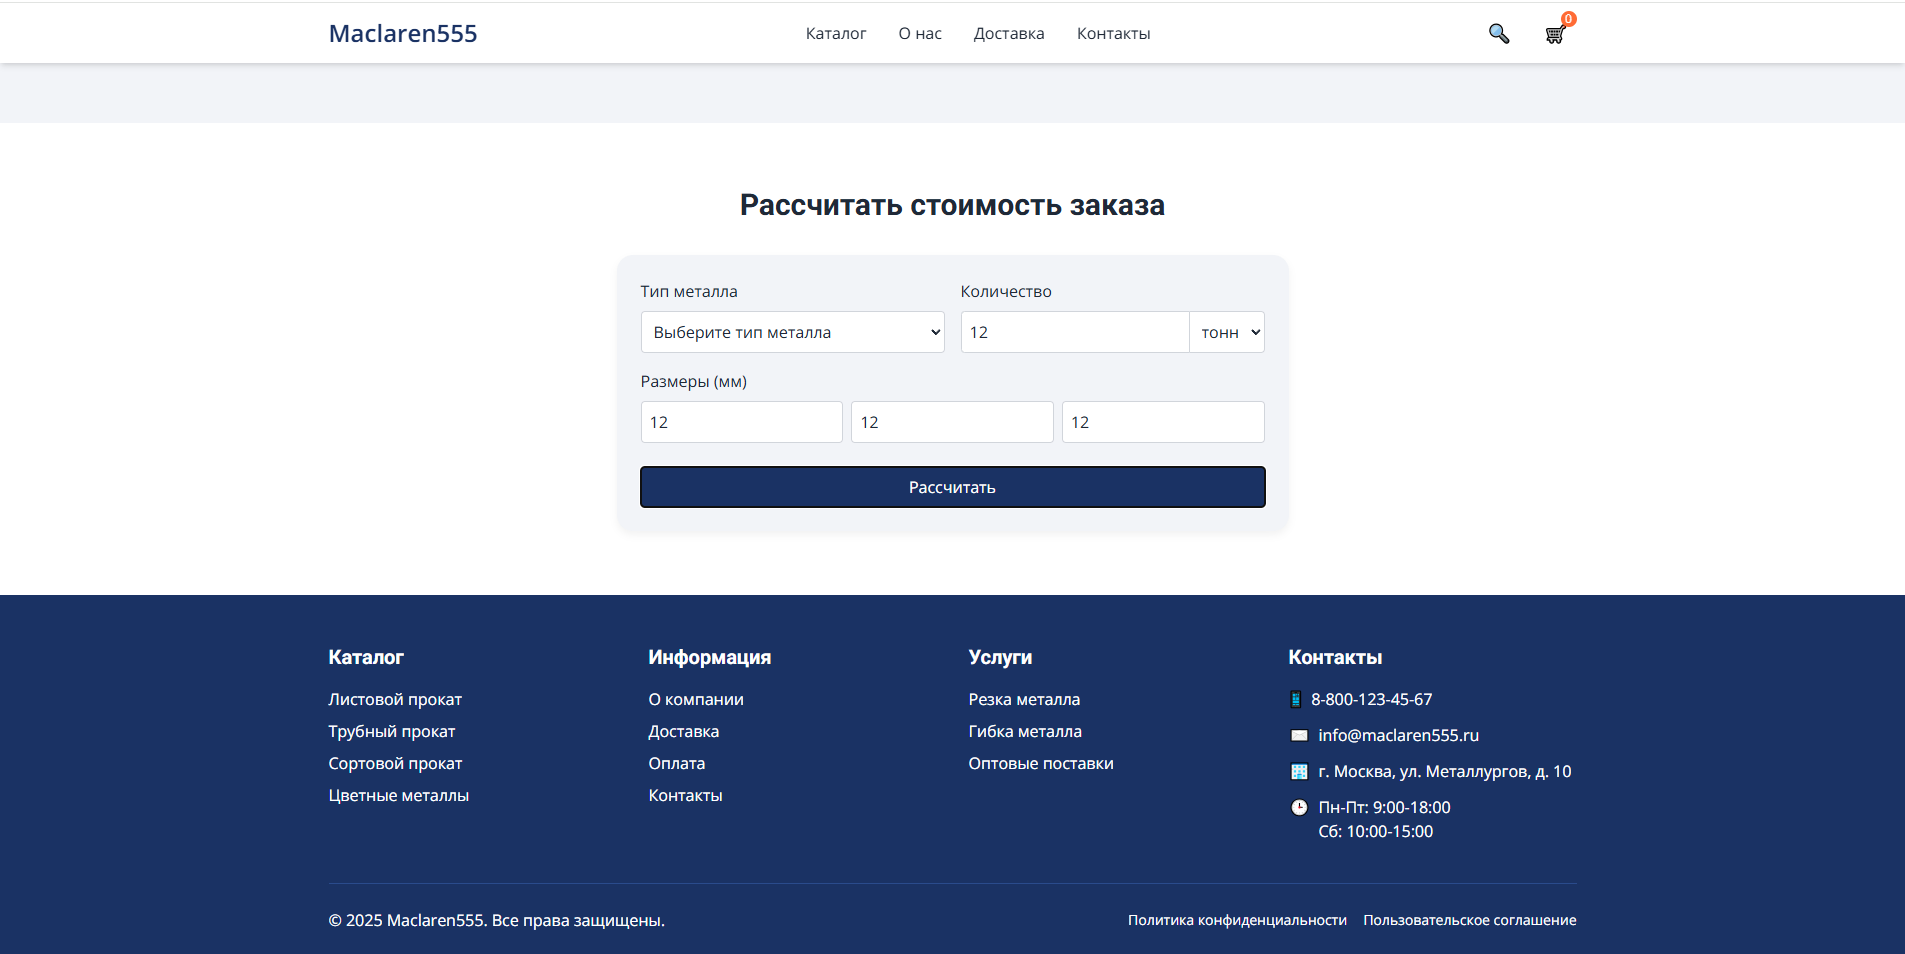 Maclaren555
Каталог О нас Доставка Контакты
0
Рассчитать стоимость заказа
Тип металла Количество
Выберите тип металла 12 тонн
Размеры (мм)
12 12 12
Рассчитать
Каталог
Листовой прокат
Трубный прокат
Сортовой прокат
Цветные металлы
Информация
О компании
Доставка
Оплата
Контакты
Услуги
Резка металла
Гибка металла
Оптовые поставки
Контакты
8-800-123-45-67
info@maclaren555.ru
г. Москва, ул. Металлургов, д. 10
Пн-Пт: 9:00-18:00
Сб: 10:00-15:00
© 2025 Maclaren555. Все права защищены.
Политика конфиденциальности Пользовательское соглашение